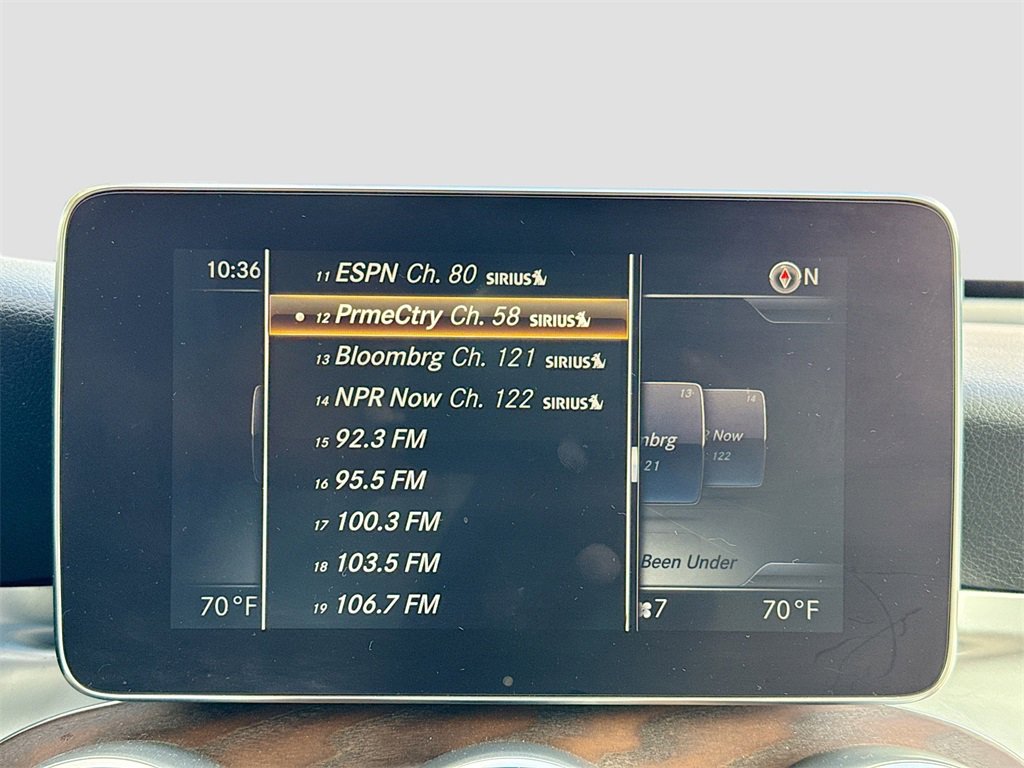 10:36
11 ESPN Ch. 80 SIRIUS
12 PrmeCtry Ch. 58 SIRIUS
13 Bloombrg Ch. 121 SIRIUS
14 NPR Now Ch. 122 SIRIUS
15 92.3 FM
16 95.5 FM
17 100.3 FM
18 103.5 FM
19 106.7 FM
N
13
14
mbrg
Now
21
122
Been Under
70°F
7
70°F